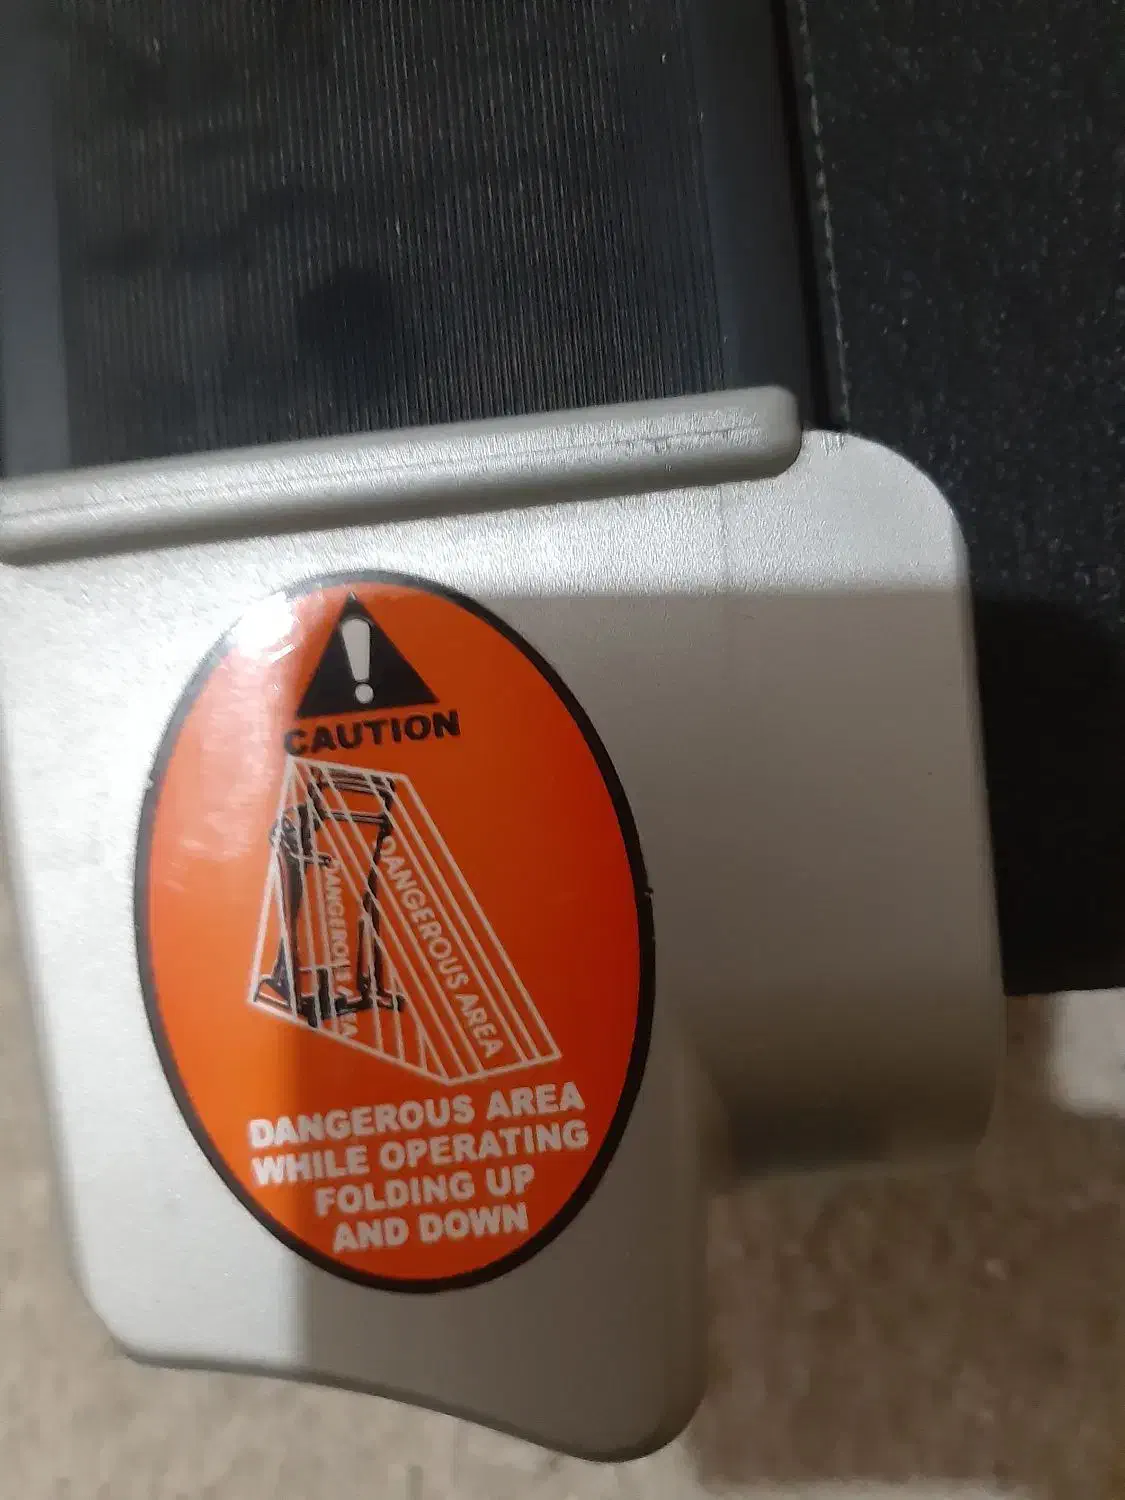 CAUTION
DANGEROUS AREA
DANGEROUS AREA
DANGEROUS AREA
WHILE OPERATING
FOLDING UP
AND DOWN